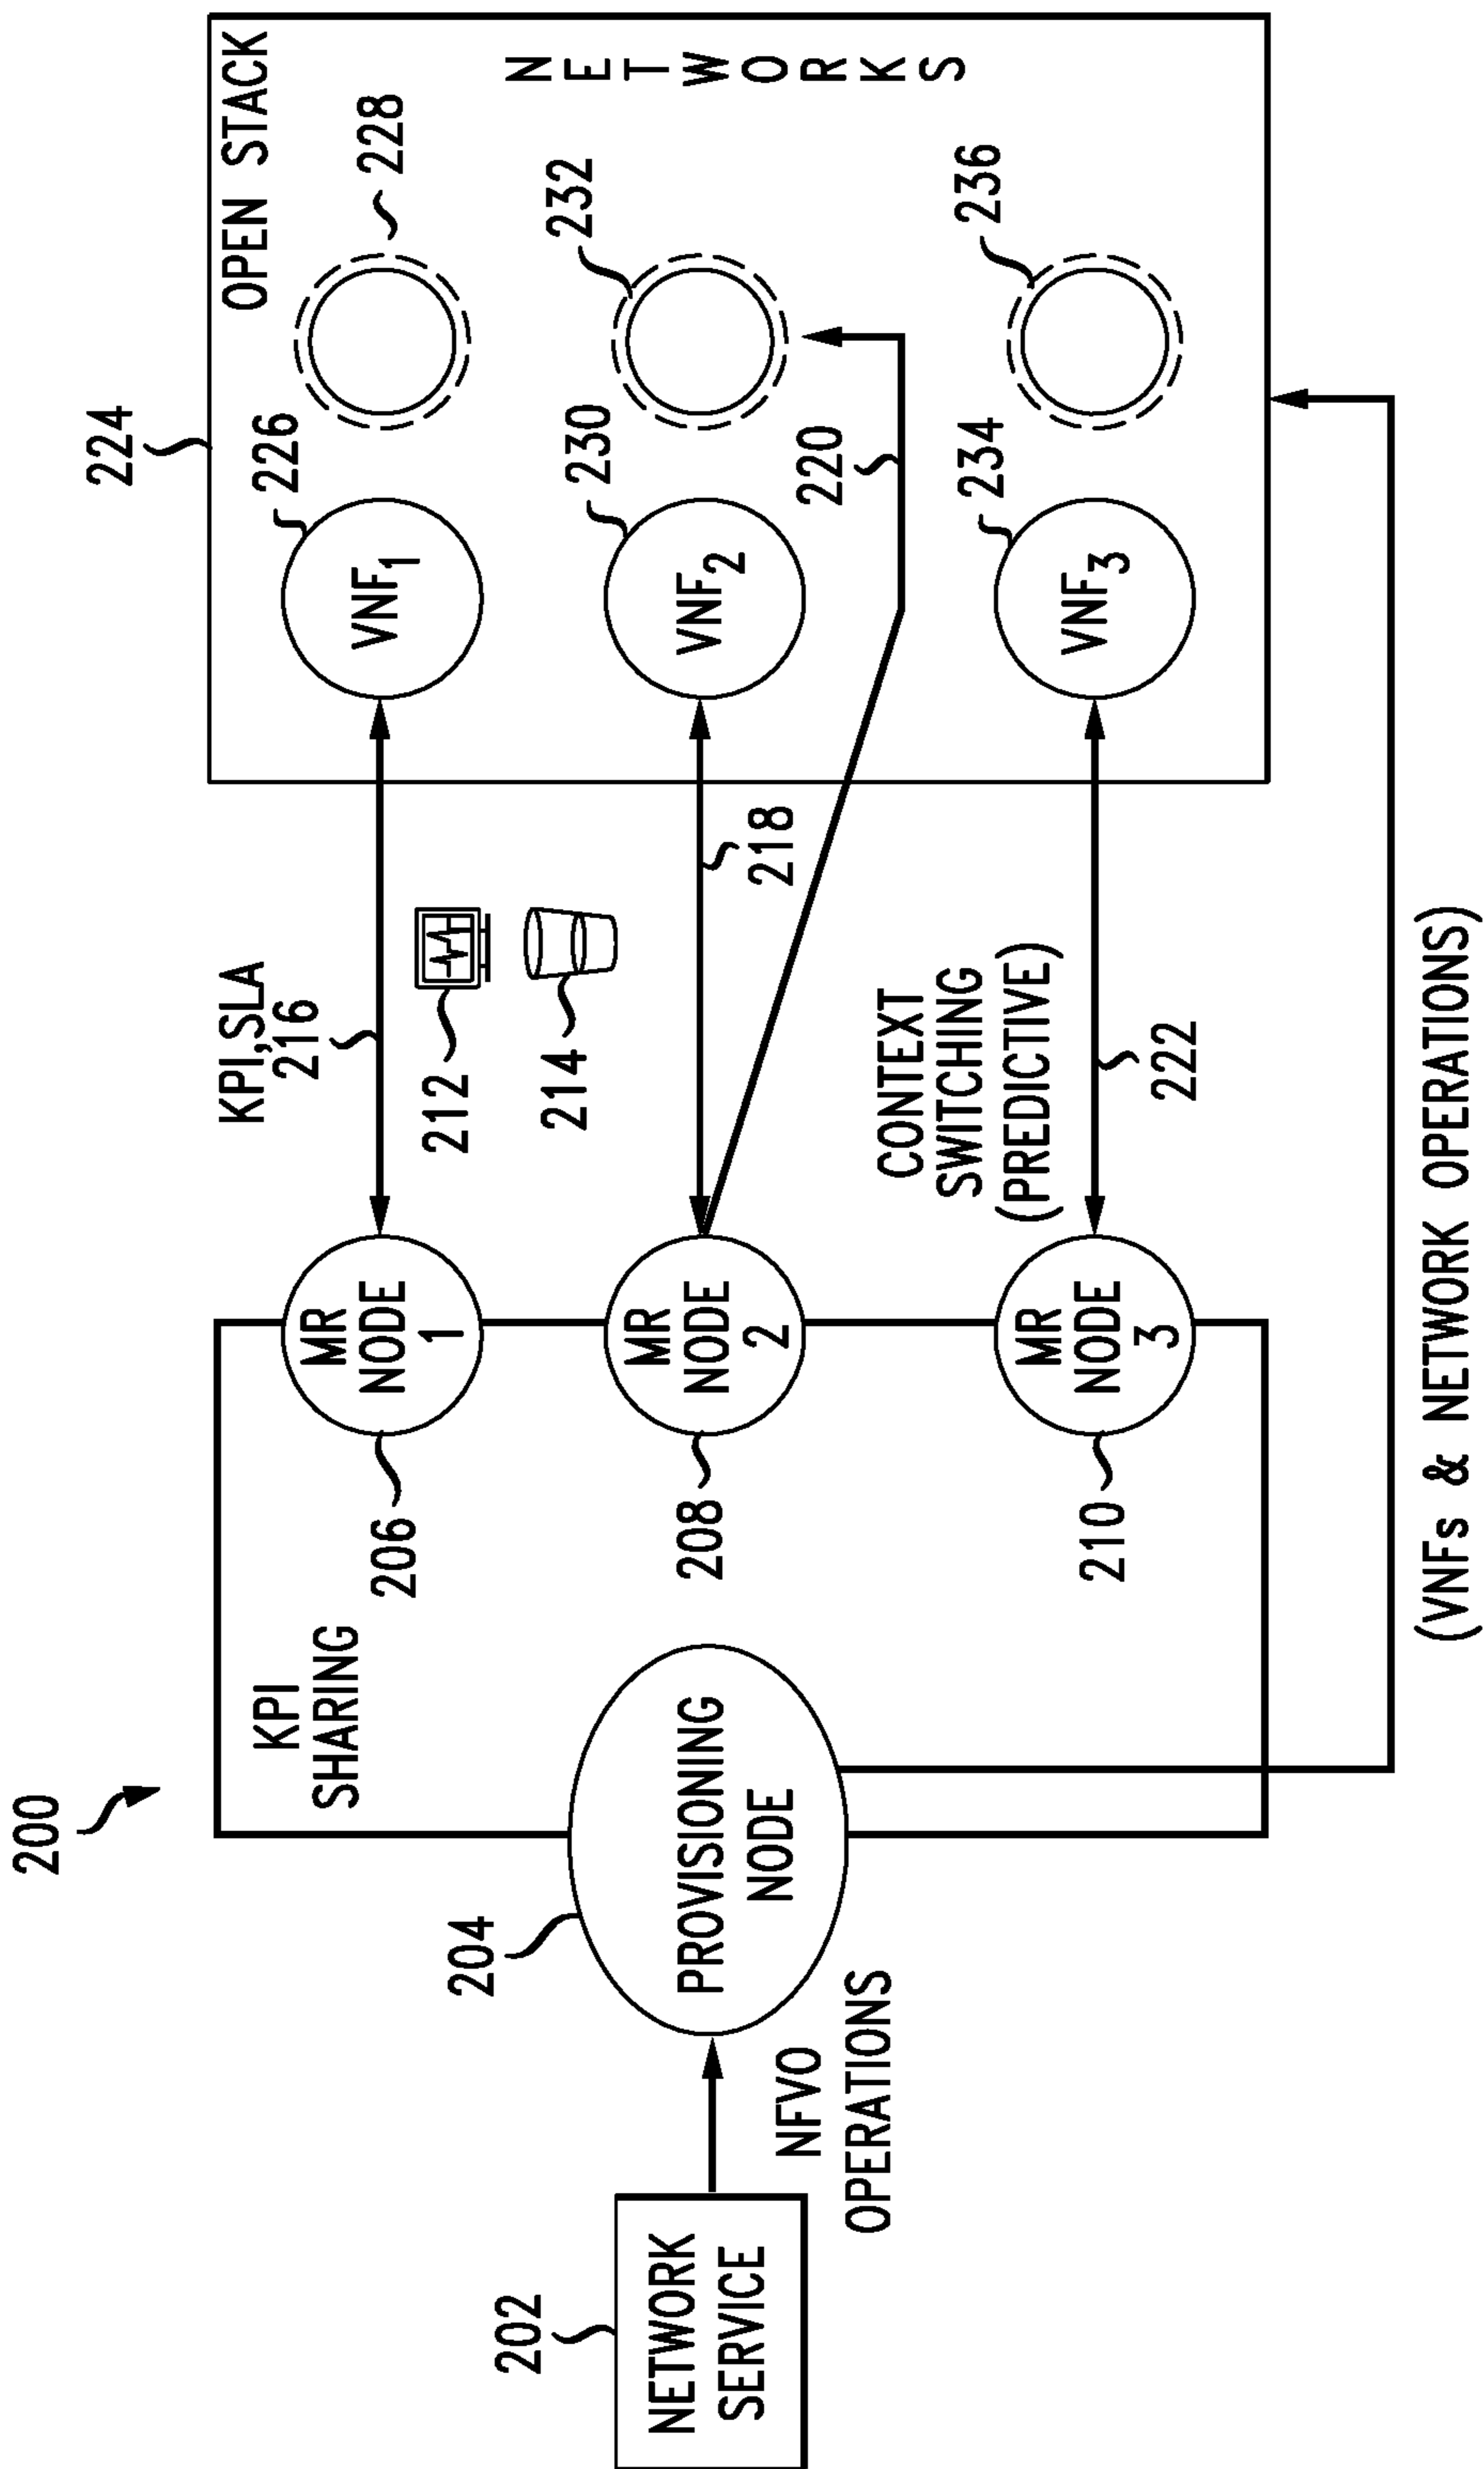 200
202
NETWORK
SERVICE
NFVO
OPERATIONS
204
PROVISIONING
NODE
KPI
SHARING
206
MR
NODE
1
208
MR
NODE
2
210
MR
NODE
3
KPI,SLA
216
212
214
218
220
CONTEXT
SWITCHING
(PREDICTIVE)
222
224
OPEN STACK
226
VNF1
228
230
VNF2
232
234
VNF3
236
NETWORKS
(VNFs & NETWORK OPERATIONS)